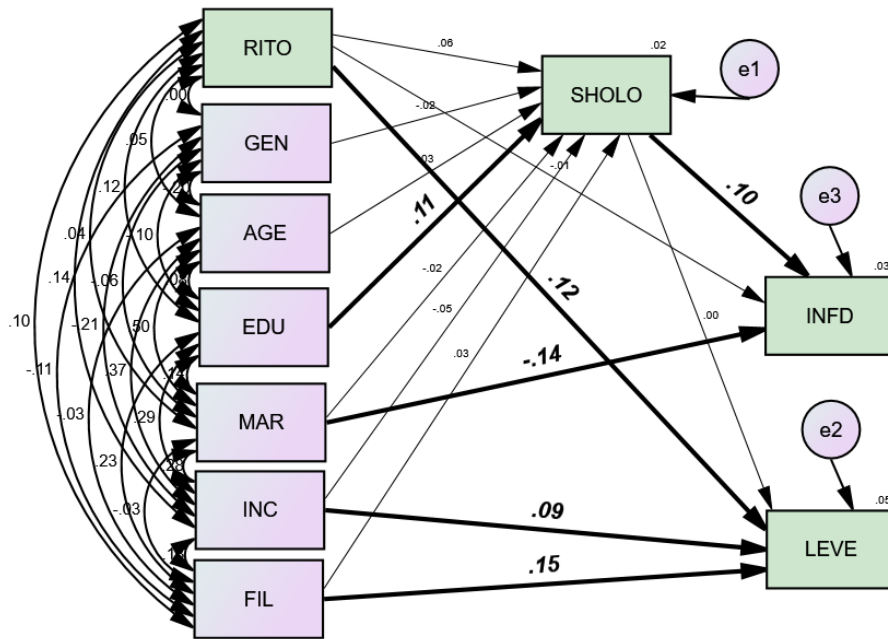 RITO
GEN
AGE
EDU
MAR
INC
FIL
SHOLO
INFD
LEVE
e1
e3
e2
.02
.03
.05
.06
-.02
.03
-.01
.11
.10
.12
-.02
-.05
.03
.00
-.14
.09
.15
.00
.05
.12
.04
.14
.10
-.11
-.21
-.06
.10
.50
.37
.29
-.03
.23
-.03